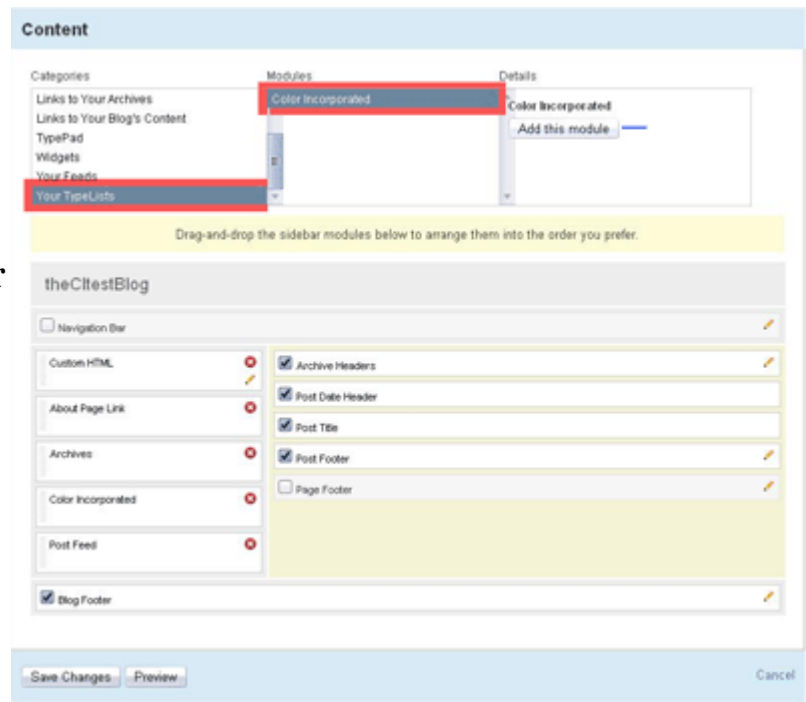 Content
Categories
Modules
Details
Links to Your Archives
Links to Your Blog's Content
TypePad
Widgets
Your Feeds
Your TypeLists
Color Incorporated
Color Incorporated
Add this module
Drag-and-drop the sidebar modules below to arrange them into the order you prefer.
r
theCItestBlog
Navigation Bar
Custom HTML
About Page Link
Archives
Color Incorporated
Post Feed
Archive Headers
Post Date Header
Post Title
Post Footer
Page Footer
Blog Footer
Save Changes
Preview
Cancel